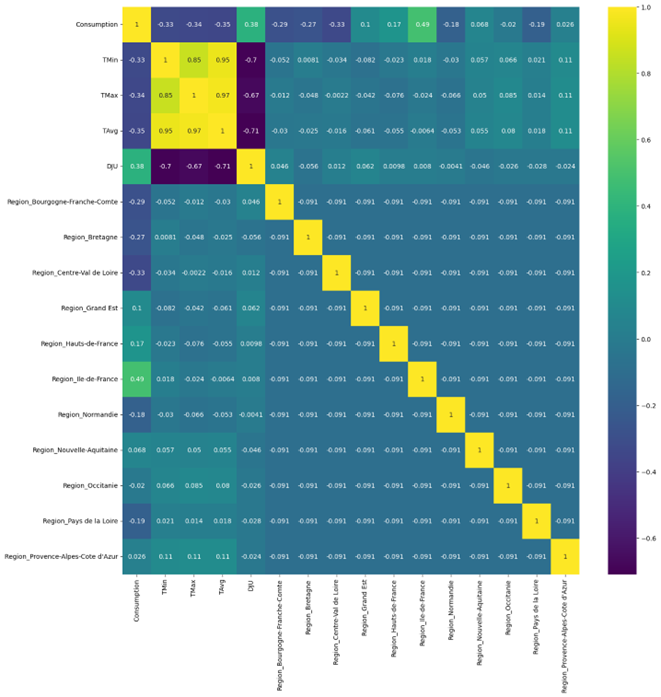 Consumption 1 -0.33 -0.34 -0.35 0.38 -0.29 -0.27 -0.33 0.1 0.17 0.49 -0.18 0.068 -0.02 -0.19 0.026
TMin -0.33 1 0.85 0.95 -0.7 -0.052 0.0081 -0.034 -0.082 -0.023 0.018 -0.03 0.057 0.066 0.021 0.11
TMax -0.34 0.85 1 0.97 -0.67 -0.012 -0.048 -0.0022 -0.042 -0.076 -0.024 -0.066 0.05 0.085 0.014 0.11
TAvg -0.35 0.95 0.97 1 -0.71 -0.03 -0.025 -0.016 -0.061 -0.055 -0.0064 -0.053 0.055 0.08 0.018 0.11
DJU 0.38 -0.7 -0.67 -0.71 1 0.046 -0.056 0.012 0.062 0.0098 0.008 -0.0041 -0.046 -0.026 -0.028 -0.024
Region_Bourgogne-Franche-Comte -0.29 -0.052 -0.012 -0.03 0.046 1 -0.091 -0.091 -0.091 -0.091 -0.091 -0.091 -0.091 -0.091 -0.091 -0.091
Region_Bretagne -0.27 0.0081 -0.048 -0.025 -0.056 -0.091 1 -0.091 -0.091 -0.091 -0.091 -0.091 -0.091 -0.091 -0.091 -0.091
Region_Centre-Val de Loire -0.33 -0.034 -0.0022 -0.016 0.012 -0.091 -0.091 1 -0.091 -0.091 -0.091 -0.091 -0.091 -0.091 -0.091 -0.091
Region_Grand Est 0.1 -0.082 -0.042 -0.061 0.062 -0.091 -0.091 -0.091 1 -0.091 -0.091 -0.091 -0.091 -0.091 -0.091 -0.091
Region_Hauts-de-France 0.17 -0.023 -0.076 -0.055 0.0098 -0.091 -0.091 -0.091 -0.091 1 -0.091 -0.091 -0.091 -0.091 -0.091 -0.091
Region_Ile-de-France 0.49 0.018 -0.024 -0.0064 0.008 -0.091 -0.091 -0.091 -0.091 -0.091 1 -0.091 -0.091 -0.091 -0.091 -0.091
Region_Normandie -0.18 -0.03 -0.066 -0.053 -0.0041 -0.091 -0.091 -0.091 -0.091 -0.091 -0.091 1 -0.091 -0.091 -0.091 -0.091
Region_Nouvelle-Aquitaine 0.068 0.057 0.05 0.055 -0.046 -0.091 -0.091 -0.091 -0.091 -0.091 -0.091 -0.091 1 -0.091 -0.091 -0.091
Region_Occitanie -0.02 0.066 0.085 0.08 -0.026 -0.091 -0.091 -0.091 -0.091 -0.091 -0.091 -0.091 -0.091 1 -0.091 -0.091
Region_Pays de la Loire -0.19 0.021 0.014 0.018 -0.028 -0.091 -0.091 -0.091 -0.091 -0.091 -0.091 -0.091 -0.091 -0.091 1 -0.091
Region_Provence-Alpes-Cote d'Azur 0.026 0.11 0.11 0.11 -0.024 -0.091 -0.091 -0.091 -0.091 -0.091 -0.091 -0.091 -0.091 -0.091 -0.091 1
Consumption
TMin
TMax
TAvg
DJU
Region_Bourgogne-Franche-Comte
Region_Bretagne
Region_Centre-Val de Loire
Region_Grand Est
Region_Hauts-de-France
Region_Ile-de-France
Region_Normandie
Region_Nouvelle-Aquitaine
Region_Occitanie
Region_Pays de la Loire
Region_Provence-Alpes-Cote d'Azur
1.0
0.8
0.6
0.4
0.2
0.0
−0.2
−0.4
−0.6